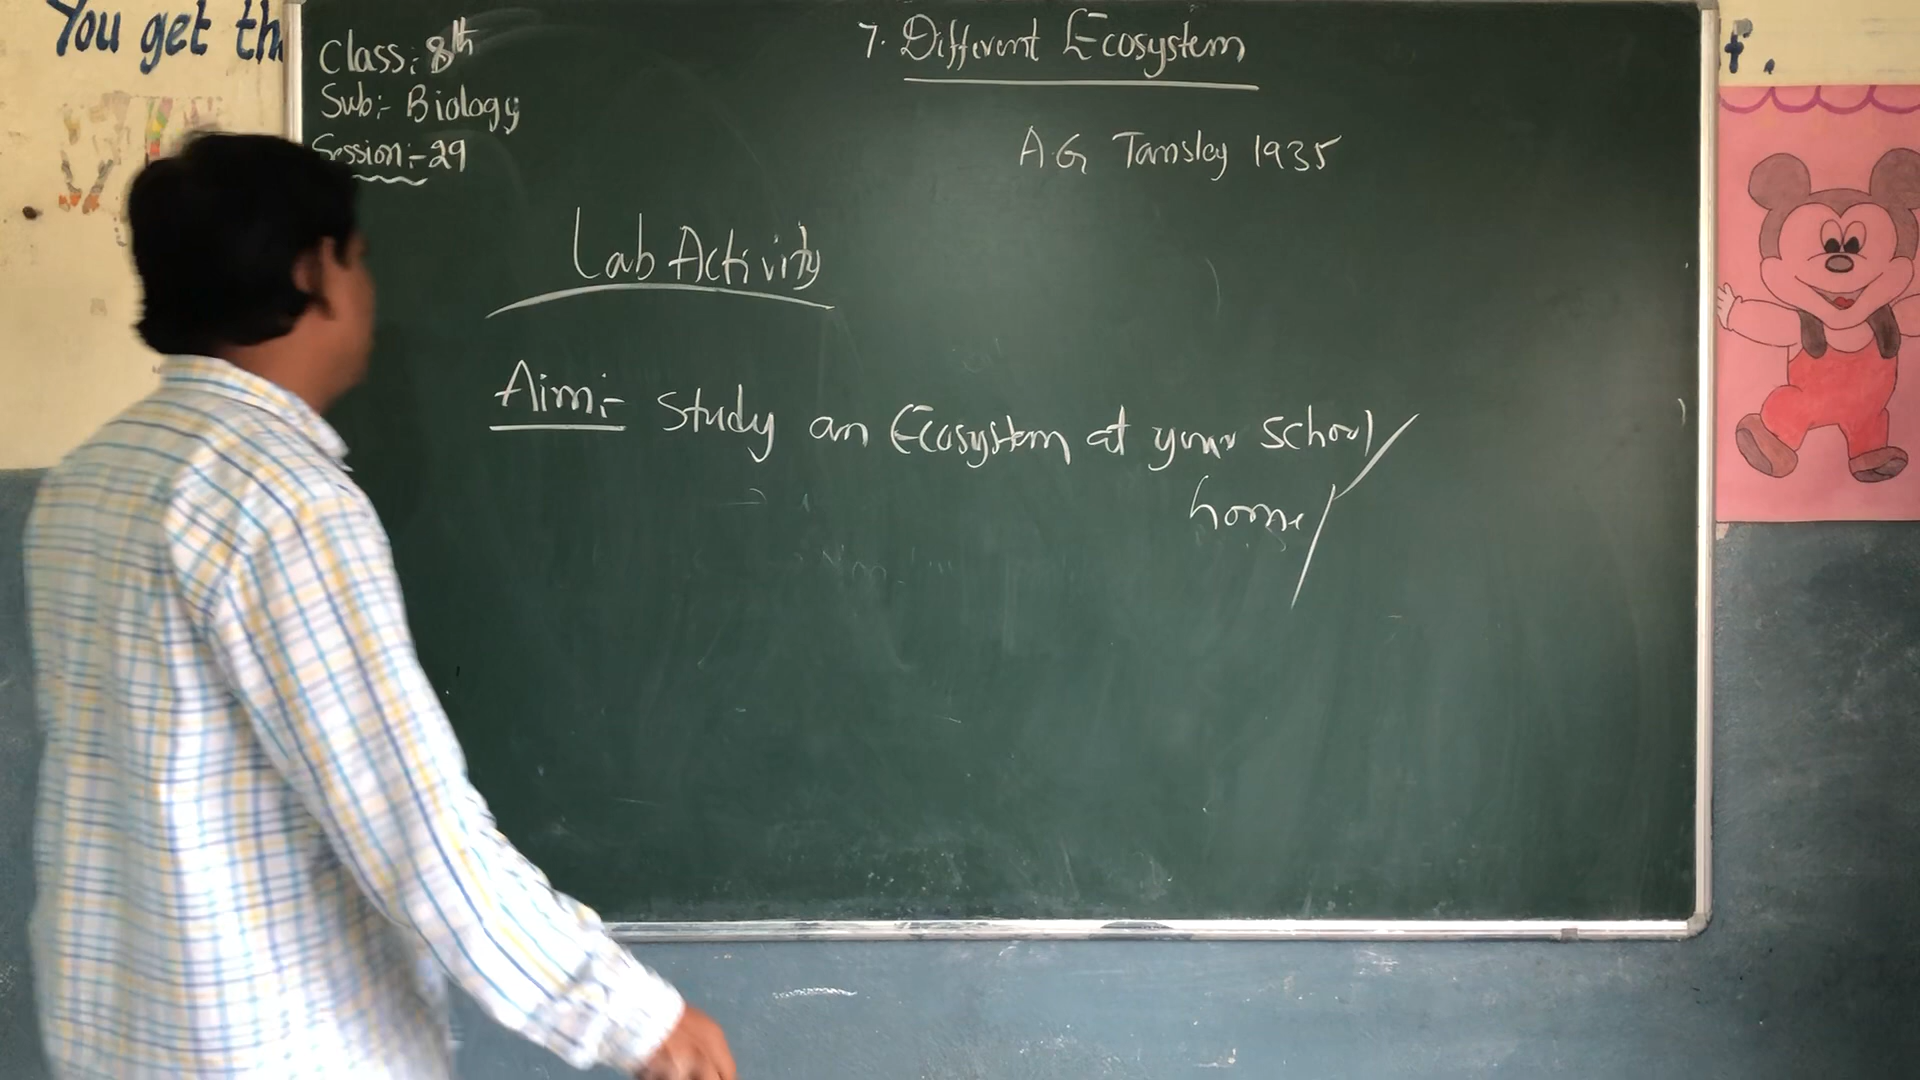 You get th
f.
Class: 8th
Sub:- Biology
Session:-29
7. Different Ecosystem
A.G Tansley 1935
Lab Activity
Aim:- Study an Ecosystem at your school/
home/